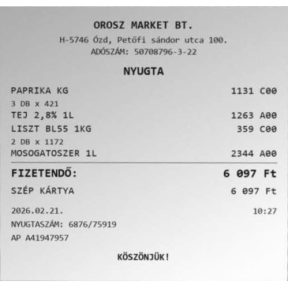 OROSZ MARKET BT.
H-5746 Ózd, Petőfi sándor utca 100.
ADÓSZÁM: 50708796-3-22
NYUGTA
PAPRIKA KG 1131 C00
3 DB x 421
TEJ 2,8% 1L 1263 A00
LISZT BL55 1KG 359 C00
2 DB x 1172
MOSOGATOSZER 1L 2344 A00
FIZETENDŐ: 6 097 Ft
SZÉP KÁRTYA 6 097 Ft
2026.02.21. 10:27
NYUGTASZÁM: 6876/75919
AP A41947957
KÖSZÖNJÜK!